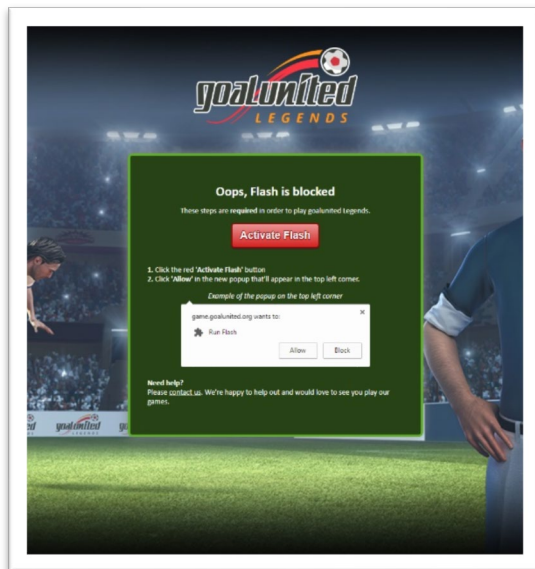 goalunited
LEGENDS
Oops, Flash is blocked
These steps are required in order to play goalunited Legends.
Activate Flash
1. Click the red 'Activate Flash' button
2. Click 'Allow' in the new popup that'll appear in the top left corner.
Example of the popup on the top left corner
game.goalunited.org wants to:
×
Run Flash
Allow
Block
Need help?
Please contact us. We're happy to help out and would love to see you play our
games.
goalunited
LEGENDS